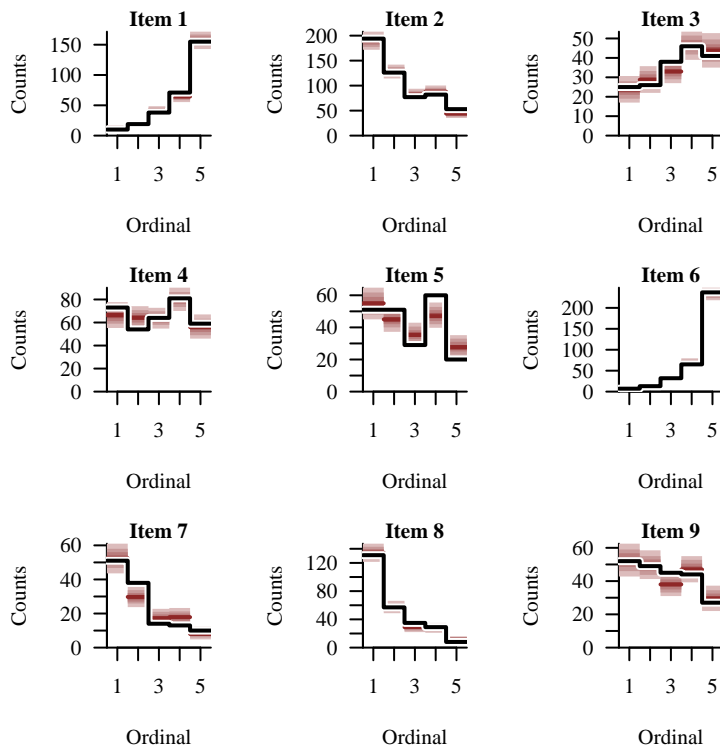 Item 1
Counts
0
50
100
150
1 3 5
Ordinal
Item 2
Counts
0
50
100
150
200
1 3 5
Ordinal
Item 3
Counts
0
10
20
30
40
50
1 3 5
Ordinal
Item 4
Counts
0
20
40
60
80
1 3 5
Ordinal
Item 5
Counts
0
20
40
60
1 3 5
Ordinal
Item 6
Counts
0
50
100
150
200
1 3 5
Ordinal
Item 7
Counts
0
20
40
60
1 3 5
Ordinal
Item 8
Counts
0
40
80
120
1 3 5
Ordinal
Item 9
Counts
0
20
40
60
1 3 5
Ordinal